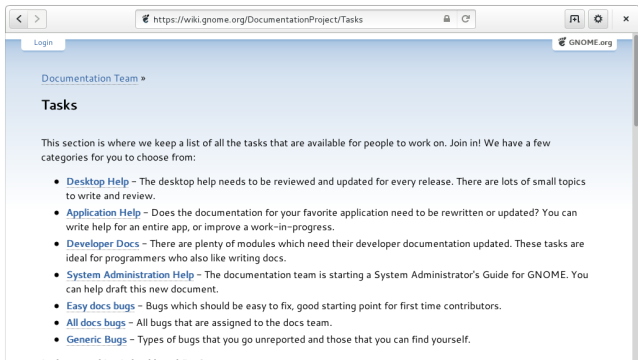 https://wiki.gnome.org/DocumentationProject/Tasks
Login
GNOME.org
Documentation Team »
Tasks
This section is where we keep a list of all the tasks that are available for people to work on. Join in! We have a few
categories for you to choose from:
• Desktop Help – The desktop help needs to be reviewed and updated for every release. There are lots of small topics
to write and review.
• Application Help – Does the documentation for your favorite application need to be rewritten or updated? You can
write help for an entire app, or improve a work-in-progress.
• Developer Docs – There are plenty of modules which need their developer documentation updated. These tasks are
ideal for programmers who also like writing docs.
• System Administration Help – The documentation team is starting a System Administrator's Guide for GNOME. You
can help draft this new document.
• Easy docs bugs – Bugs which should be easy to fix, good starting point for first time contributors.
• All docs bugs – All bugs that are assigned to the docs team.
• Generic Bugs – Types of bugs that you go unreported and those that you can find yourself.